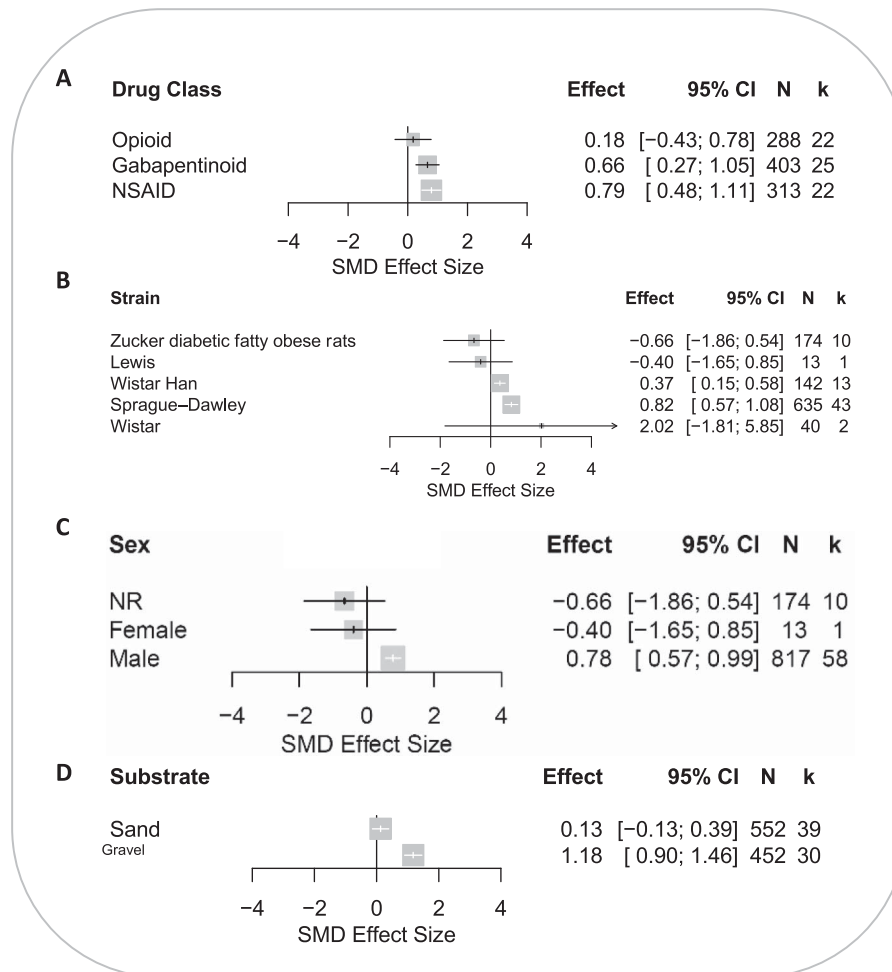 A
Drug Class Effect 95% CI N k
Opioid 0.18 [−0.43; 0.78] 288 22
Gabapentinoid 0.66 [ 0.27; 1.05] 403 25
NSAID 0.79 [ 0.48; 1.11] 313 22
−4 −2 0 2 4
SMD Effect Size
B
Strain Effect 95% CI N k
Zucker diabetic fatty obese rats −0.66 [−1.86; 0.54] 174 10
Lewis −0.40 [−1.65; 0.85] 13 1
Wistar Han 0.37 [ 0.15; 0.58] 142 13
Sprague−Dawley 0.82 [ 0.57; 1.08] 635 43
Wistar 2.02 [−1.81; 5.85] 40 2
−4 −2 0 2 4
SMD Effect Size
C
Sex Effect 95% CI N k
NR −0.66 [−1.86; 0.54] 174 10
Female −0.40 [−1.65; 0.85] 13 1
Male 0.78 [ 0.57; 0.99] 817 58
−4 −2 0 2 4
SMD Effect Size
D
Substrate Effect 95% CI N k
Sand 0.13 [−0.13; 0.39] 552 39
Gravel 1.18 [ 0.90; 1.46] 452 30
−4 −2 0 2 4
SMD Effect Size